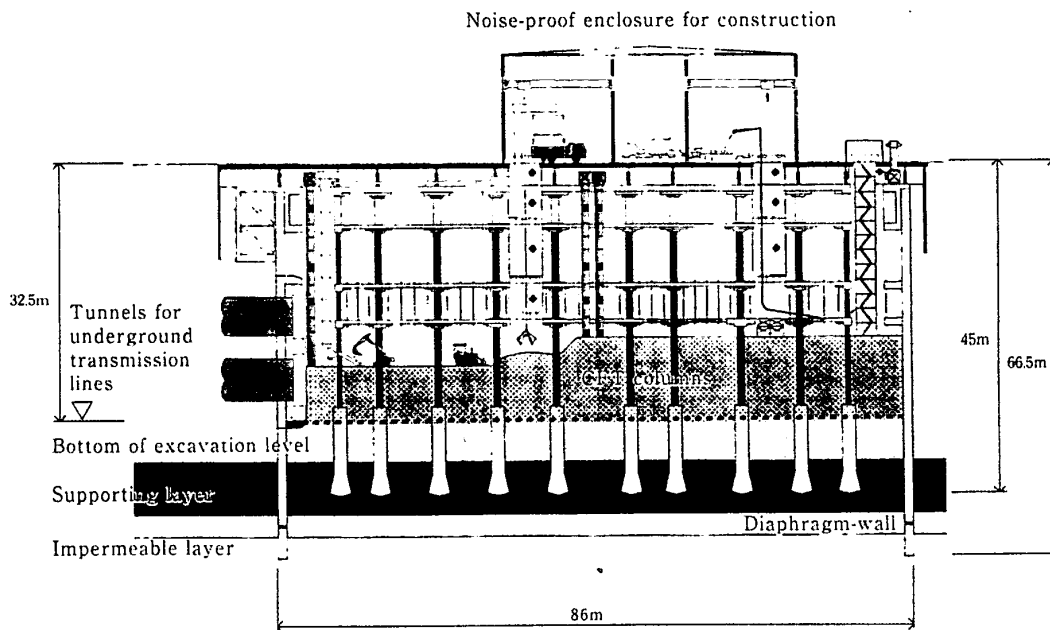 Noise-proof enclosure for construction
32.5m
Tunnels for
underground
transmission
lines
45m
66.5m
columns
Bottom of excavation level
Supporting layer
Diaphragm-wall
Impermeable layer
86m